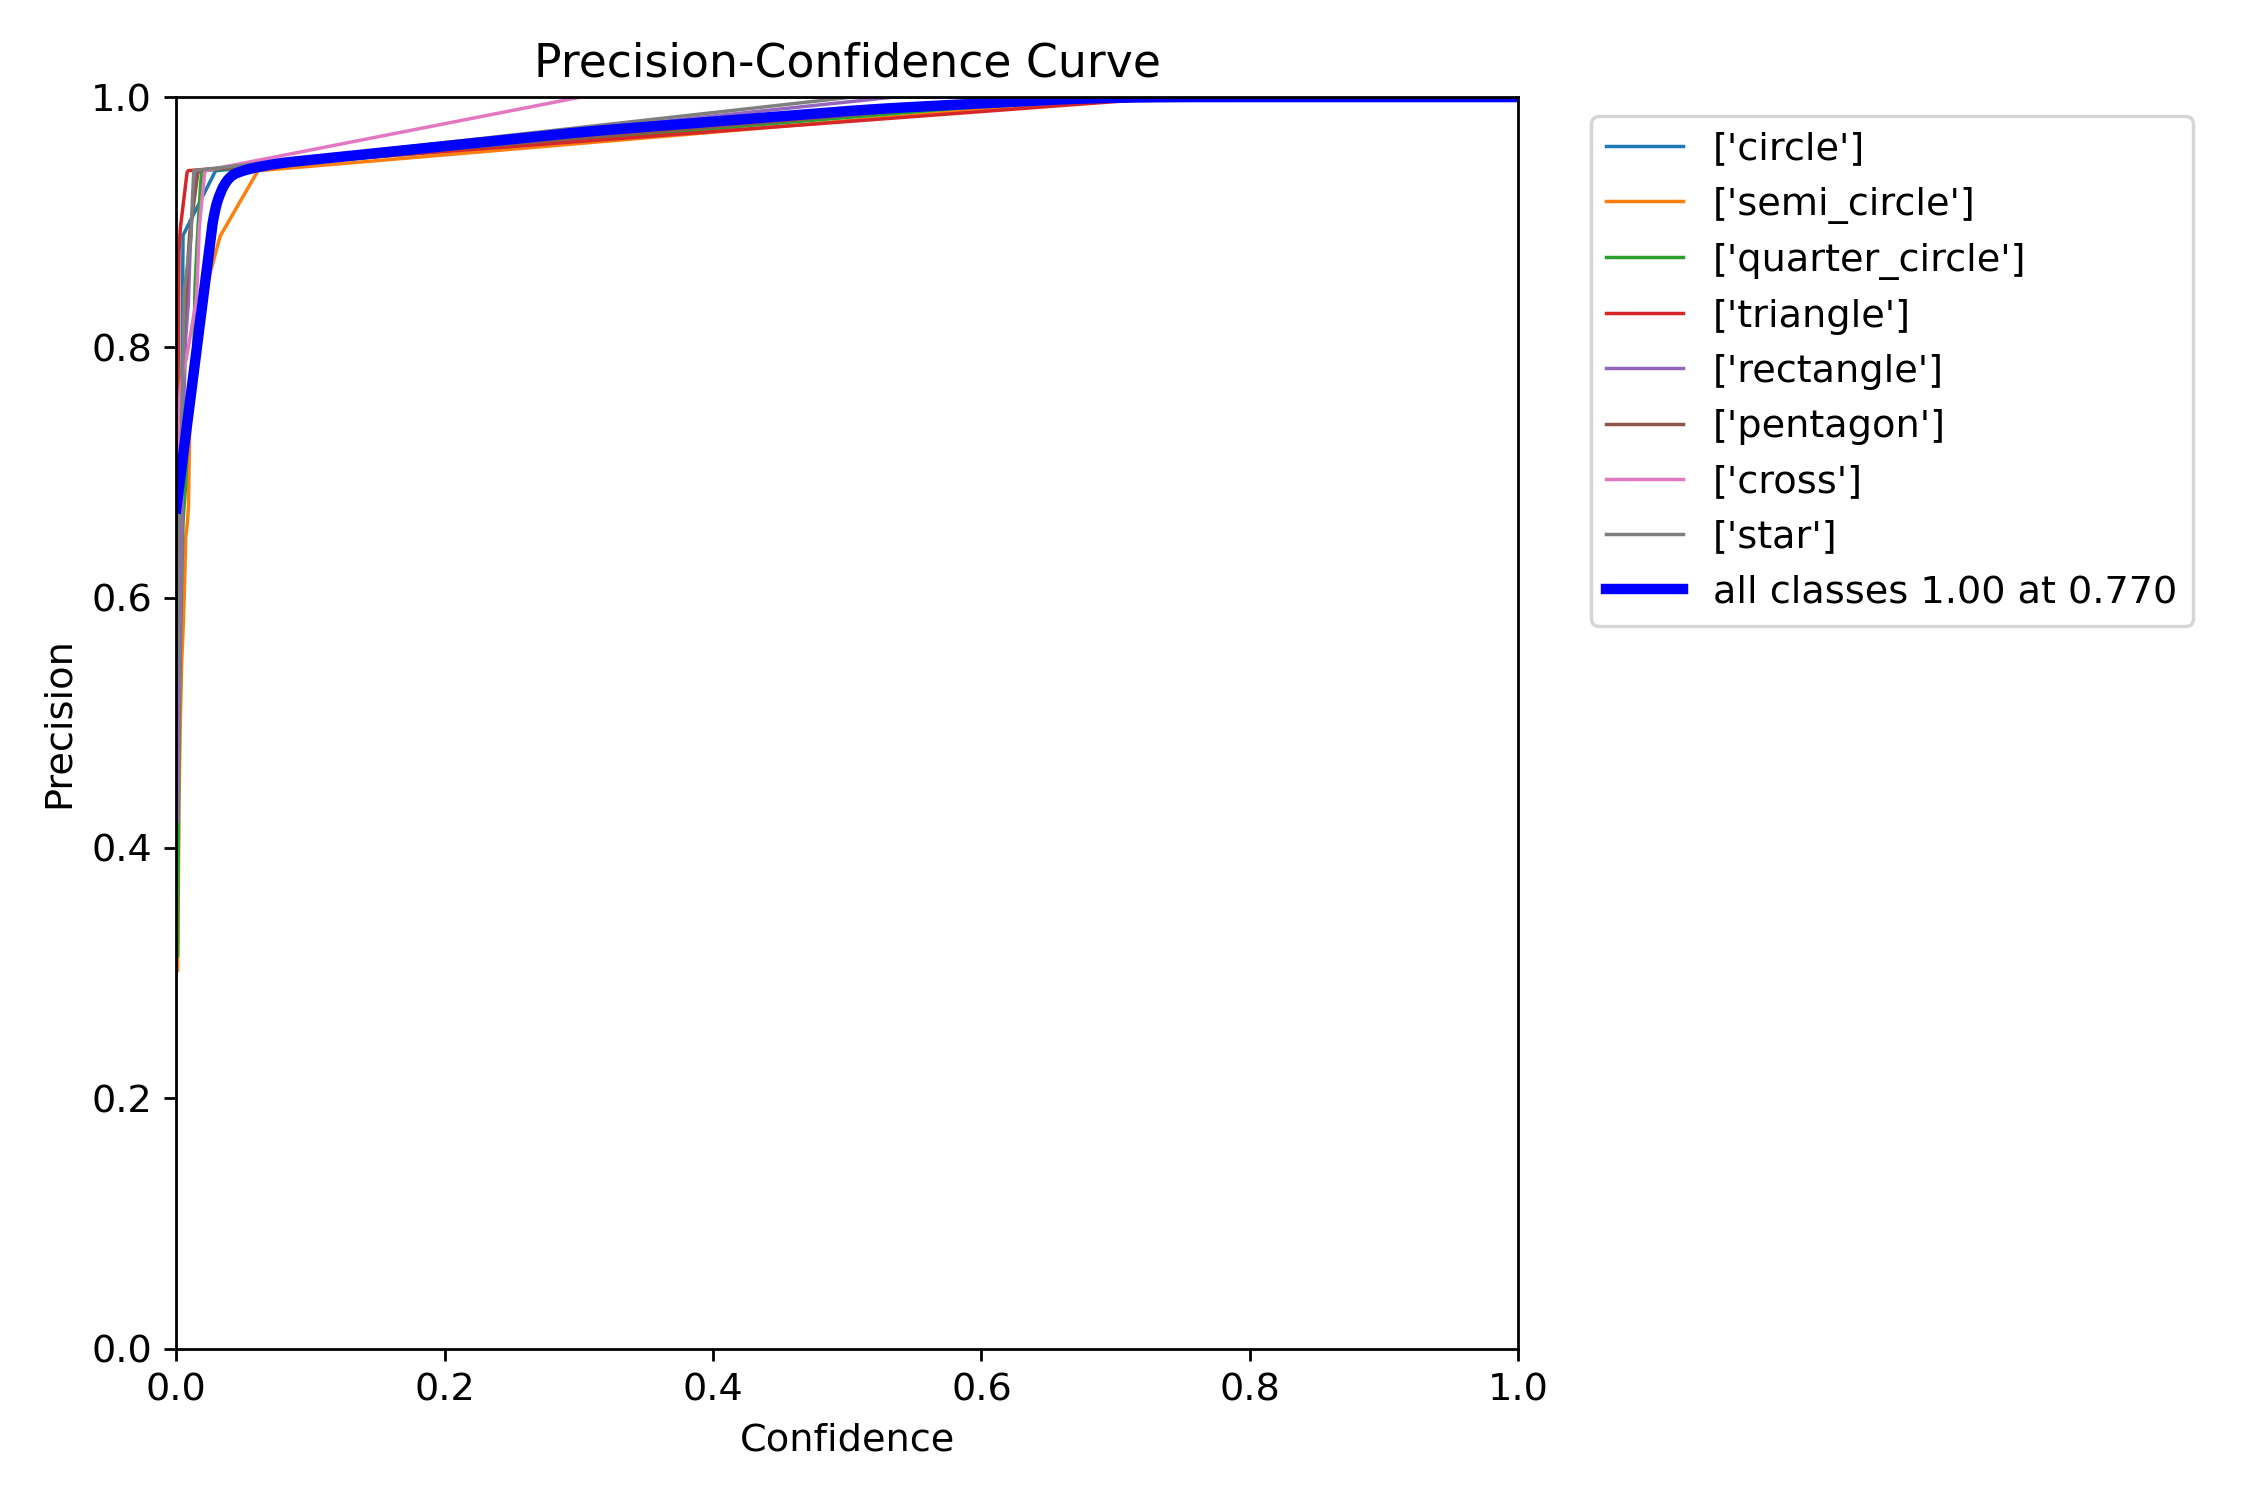 Precision-Confidence Curve
1.0
0.8
0.6
0.4
0.2
0.0
Precision
0.0 0.2 0.4 0.6 0.8 1.0
Confidence
['circle']
['semi_circle']
['quarter_circle']
['triangle']
['rectangle']
['pentagon']
['cross']
['star']
all classes 1.00 at 0.770